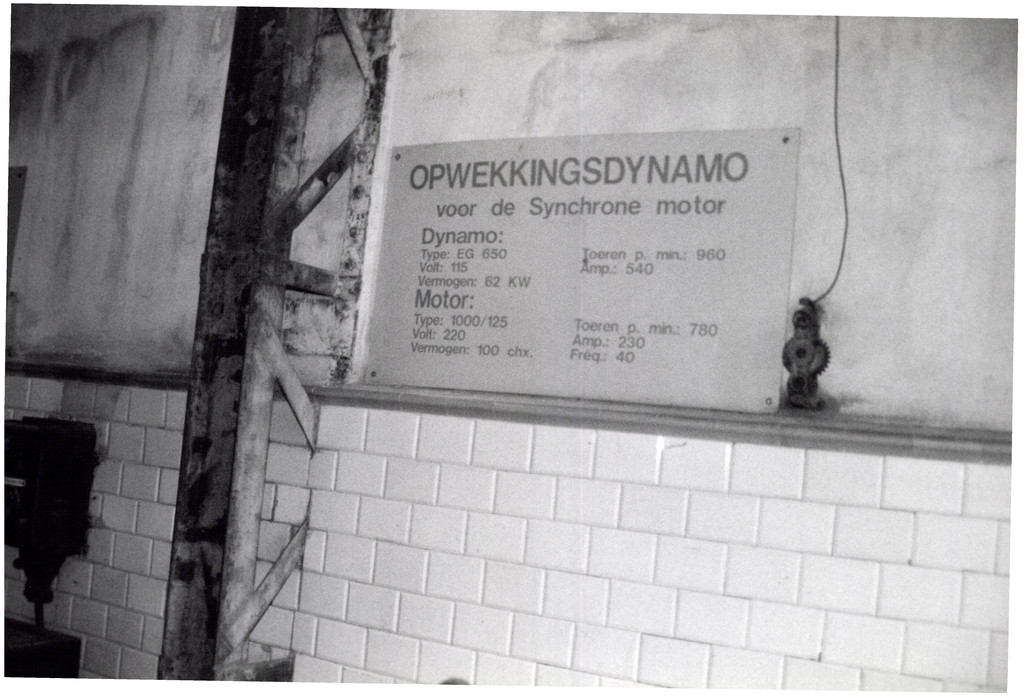 OPWEKKINGSDYNAMO
voor de Synchrone motor
Dynamo:
Type: EG 650
Volt: 115
Vermogen: 62 KW
Toeren p. min.: 960
Amp.: 540
Motor:
Type: 1000/125
Volt: 220
Vermogen: 100 chx.
Toeren p. min.: 780
Amp.: 230
Fréq.: 40